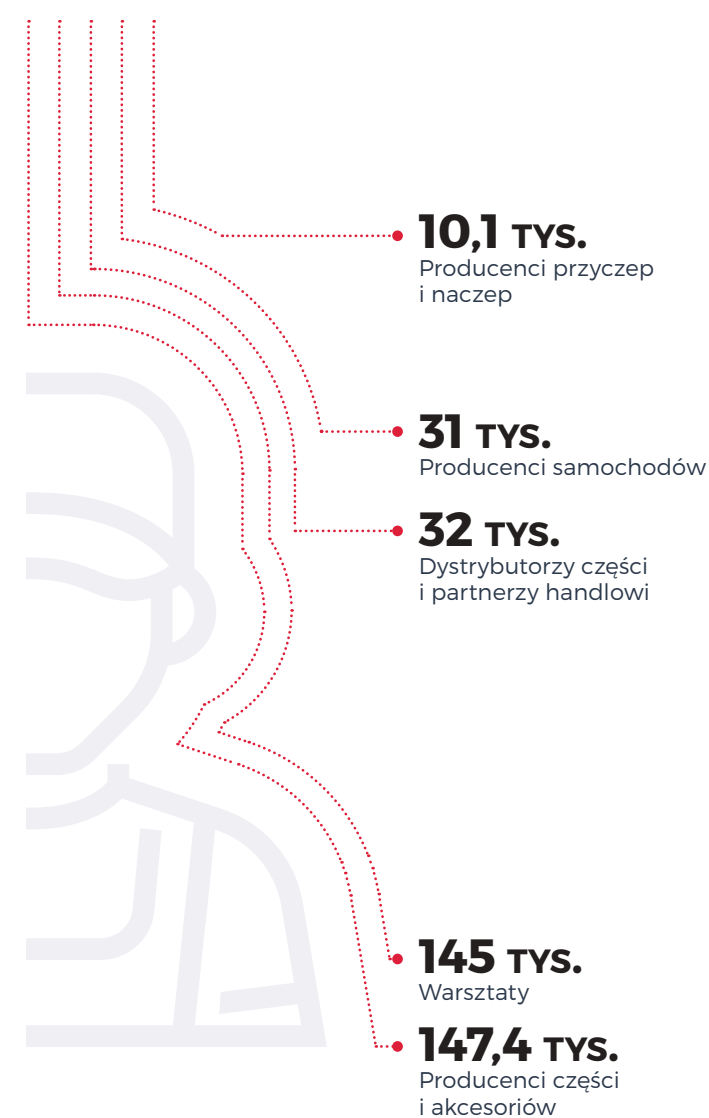 10,1 TYS.
Producenci przyczep
i naczep
31 TYS.
Producenci samochodów
32 TYS.
Dystrybutorzy części
i partnerzy handlowi
145 TYS.
Warsztaty
147,4 TYS.
Producenci części
i akcesoriów